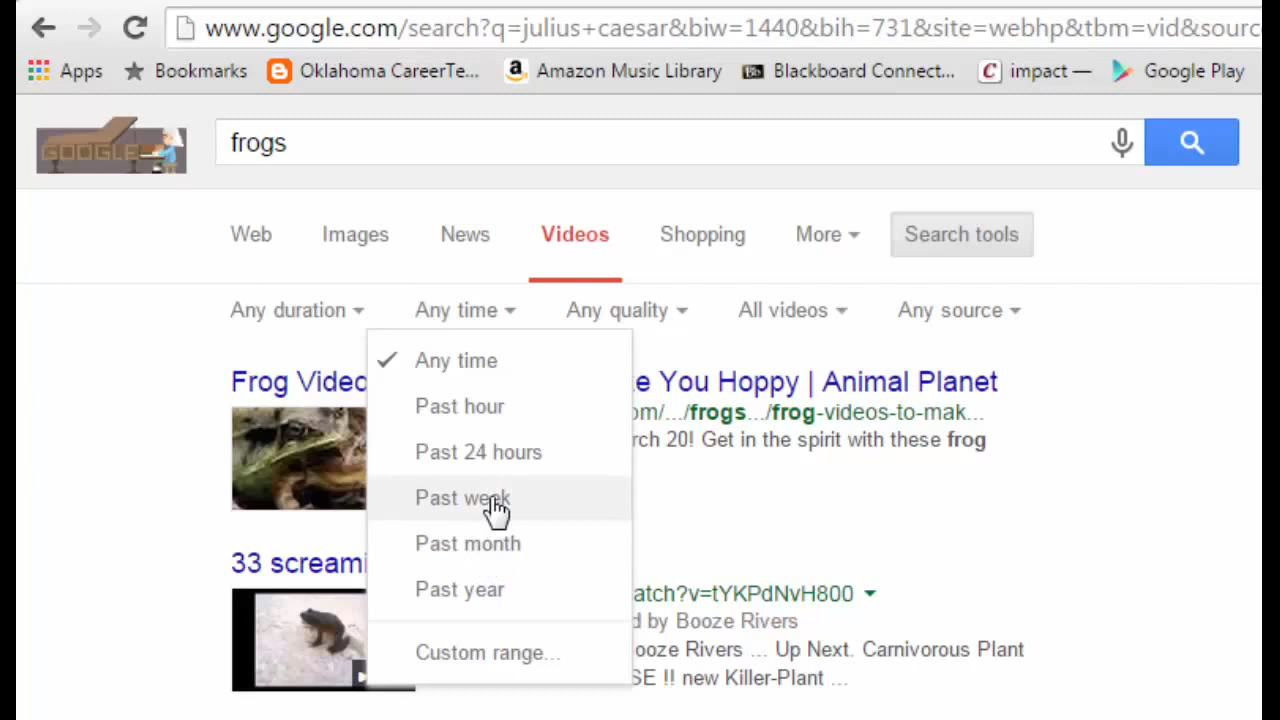 www.google.com/search?q=julius+caesar&biw=1440&bih=731&site=webhp&tbm=vid&sourc
Apps Bookmarks Oklahoma CareerTe... Amazon Music Library Bb Blackboard Connect... C impact — Google Play
GOOGLE frogs
Web Images News Videos Shopping More Search tools
Any duration Any time Any quality All videos Any source
Any time
Past hour
Past 24 hours
Past week
Past month
Past year
Custom range...
Frog Video e You Hoppy | Animal Planet
om/.../frogs.../frog-videos-to-mak...
rch 20! Get in the spirit with these frog
33 screami
atch?v=tYKPdNvH800
d by Booze Rivers
ooze Rivers ... Up Next. Carnivorous Plant
SE !! new Killer-Plant ...